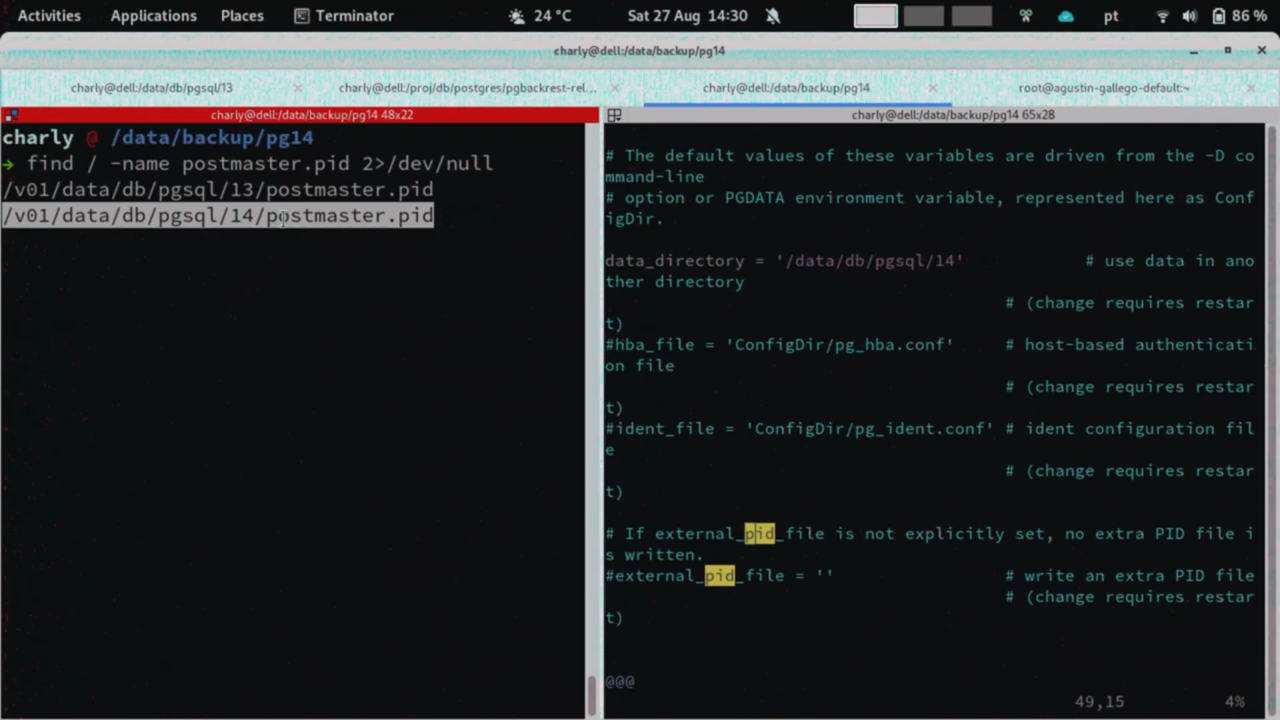 Activities Applications Places Terminator 24 °C Sat 27 Aug 14:30 pt 86 %
charly@dell:/data/backup/pg14
charly@dell:/data/db/pgsql/13 charly@dell:/proj/db/postgres/pgbackrest-rel... charly@dell:/data/backup/pg14 root@agustin-gallego-default:~
charly@dell:/data/backup/pg14 48x22
charly @ /data/backup/pg14
→ find / -name postmaster.pid 2>/dev/null
/v01/data/db/pgsql/13/postmaster.pid
/v01/data/db/pgsql/14/postmaster.pid
charly@dell:/data/backup/pg14 65x28
# The default values of these variables are driven from the -D co
mmand-line
# option or PGDATA environment variable, represented here as Conf
igDir.
data_directory = '/data/db/pgsql/14' # use data in ano
ther directory
# (change requires restar
t)
#hba_file = 'ConfigDir/pg_hba.conf' # host-based authenticati
on file
# (change requires restar
t)
#ident_file = 'ConfigDir/pg_ident.conf' # ident configuration fil
e
# (change requires restar
t)
# If external_pid_file is not explicitly set, no extra PID file i
s written.
#external_pid_file = '' # write an extra PID file
# (change requires restar
t)
@@@
49,15 4%